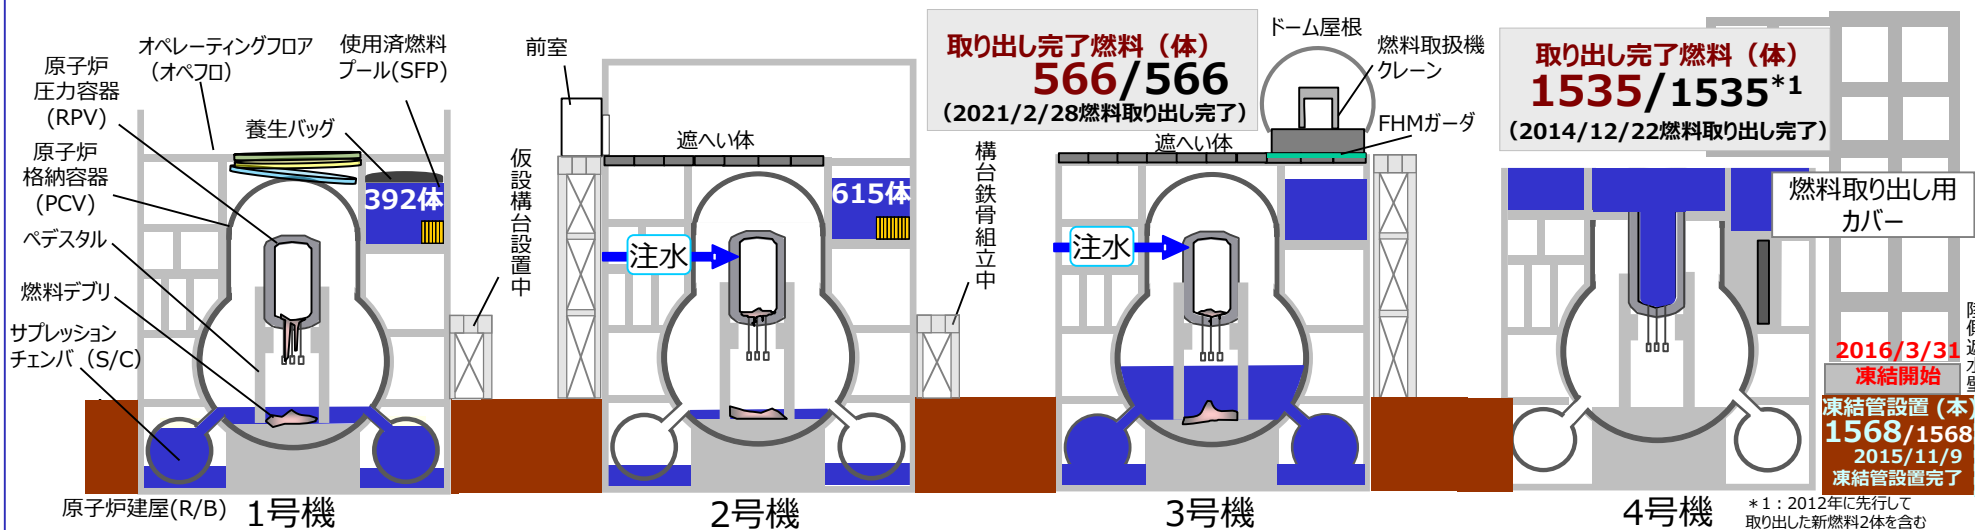 原子炉
圧力容器
(RPV)
オペレーティングフロア
(オペフロ)
使用済燃料
プール(SFP)
養生バッグ
原子炉
格納容器
(PCV)
ペデスタル
燃料デブリ
サプレッション
チェンバ (S/C)
392体
原子炉建屋(R/B)
1号機
仮設構台設置中
前室
遮へい体
615体
注水
2号機
構台鉄骨組立中
取り出し完了燃料 (体)
566/566
(2021/2/28燃料取り出し完了)
ドーム屋根
燃料取扱機
クレーン
FHMガーダ
遮へい体
注水
3号機
取り出し完了燃料 (体)
1535/1535*1
(2014/12/22燃料取り出し完了)
燃料取り出し用
カバー
4号機
陸側遮水壁
2016/3/31
凍結開始
凍結管設置 (本)
1568/1568
2015/11/9
凍結管設置完了
*1:2012年に先行して
取り出した新燃料2体を含む